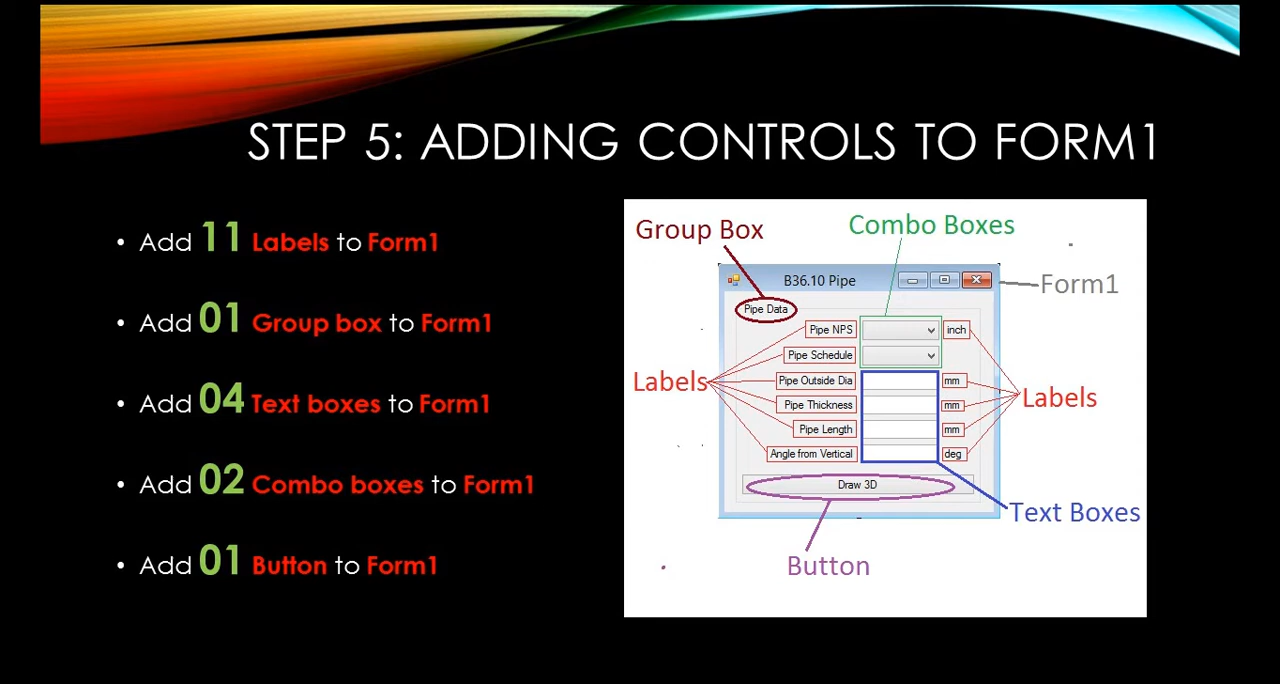 STEP 5: ADDING CONTROLS TO FORM1
• Add 11 Labels to Form1
• Add 01 Group box to Form1
• Add 04 Text boxes to Form1
• Add 02 Combo boxes to Form1
• Add 01 Button to Form1
Group Box
Combo Boxes
B36.10 Pipe
Form1
Pipe Data
Pipe NPS
inch
Pipe Schedule
Labels
Pipe Outside Dia
mm
Labels
Pipe Thickness
mm
Pipe Length
mm
Angle from Vertical
deg
Draw 3D
Text Boxes
Button